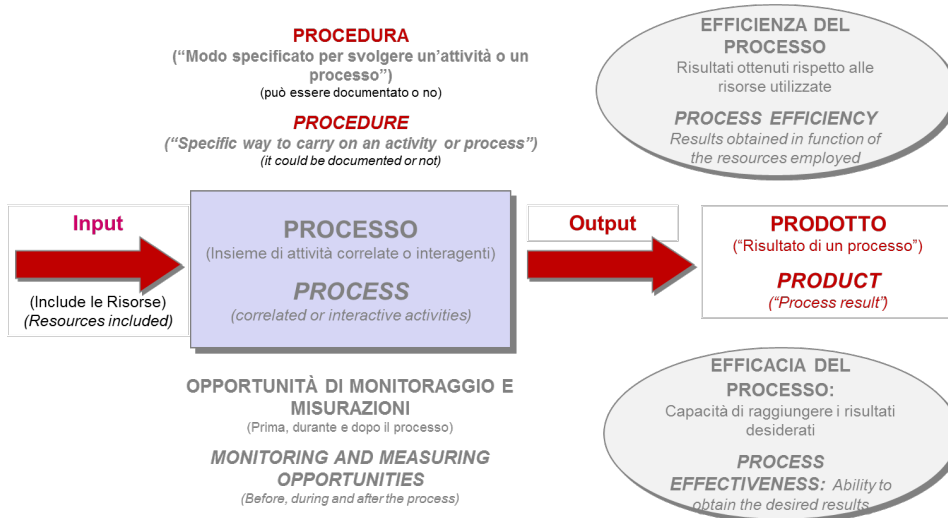 PROCEDURA
(“Modo specificato per svolgere un’attività o un
processo”)
(può essere documentato o no)
PROCEDURE
(“Specific way to carry on an activity or process”)
(it could be documented or not)
EFFICIENZA DEL
PROCESSO
Risultati ottenuti rispetto alle
risorse utilizzate
PROCESS EFFICIENCY
Results obtained in function of
the resources employed
Input
(Include le Risorse)
(Resources included)
PROCESSO
(Insieme di attività correlate o interagenti)
PROCESS
(correlated or interactive activities)
Output
PRODOTTO
(“Risultato di un processo”)
PRODUCT
(“Process result”)
OPPORTUNITÀ DI MONITORAGGIO E
MISURAZIONI
(Prima, durante e dopo il processo)
MONITORING AND MEASURING
OPPORTUNITIES
(Before, during and after the process)
EFFICACIA DEL
PROCESSO:
Capacità di raggiungere i risultati
desiderati
PROCESS
EFFECTIVENESS: Ability to
obtain the desired results